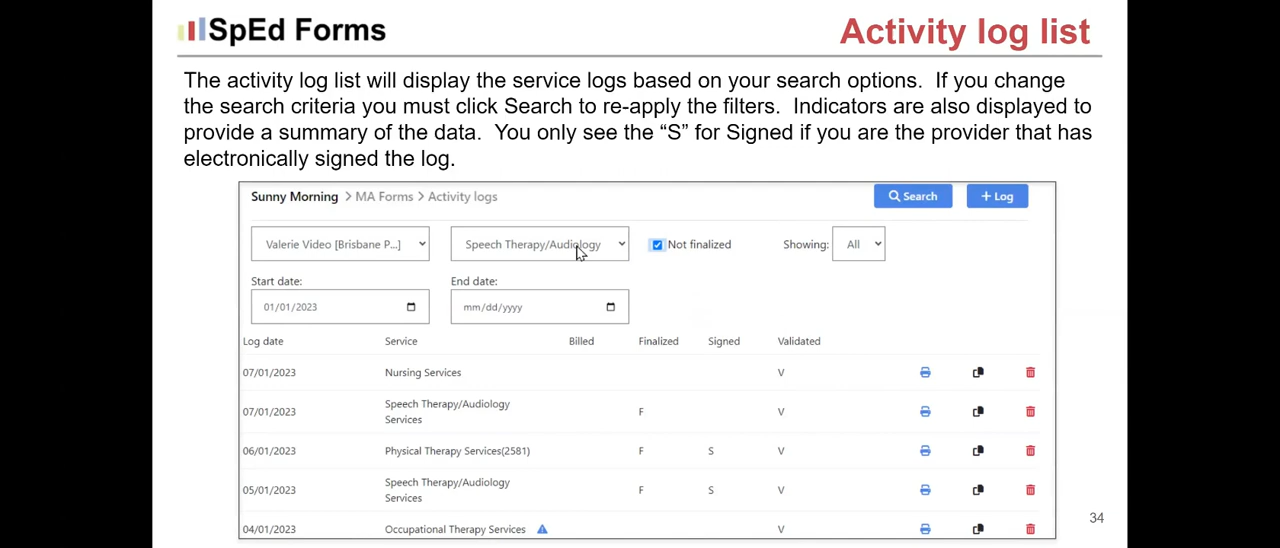 SpEd Forms
Activity log list
The activity log list will display the service logs based on your search options.  If you change
the search criteria you must click Search to re-apply the filters.  Indicators are also displayed to
provide a summary of the data.  You only see the “S” for Signed if you are the provider that has
electronically signed the log.
Sunny Morning > MA Forms > Activity logs
Search
+ Log
Valerie Video [Brisbane P...]
Speech Therapy/Audiology
Not finalized
Showing: All
Start date:
End date:
01/01/2023
mm/dd/yyyy
Log date Service Billed Finalized Signed Validated
07/01/2023 Nursing Services V
07/01/2023 Speech Therapy/Audiology F V
Services
06/01/2023 Physical Therapy Services(2581) F S V
05/01/2023 Speech Therapy/Audiology F S V
Services
04/01/2023 Occupational Therapy Services V
34